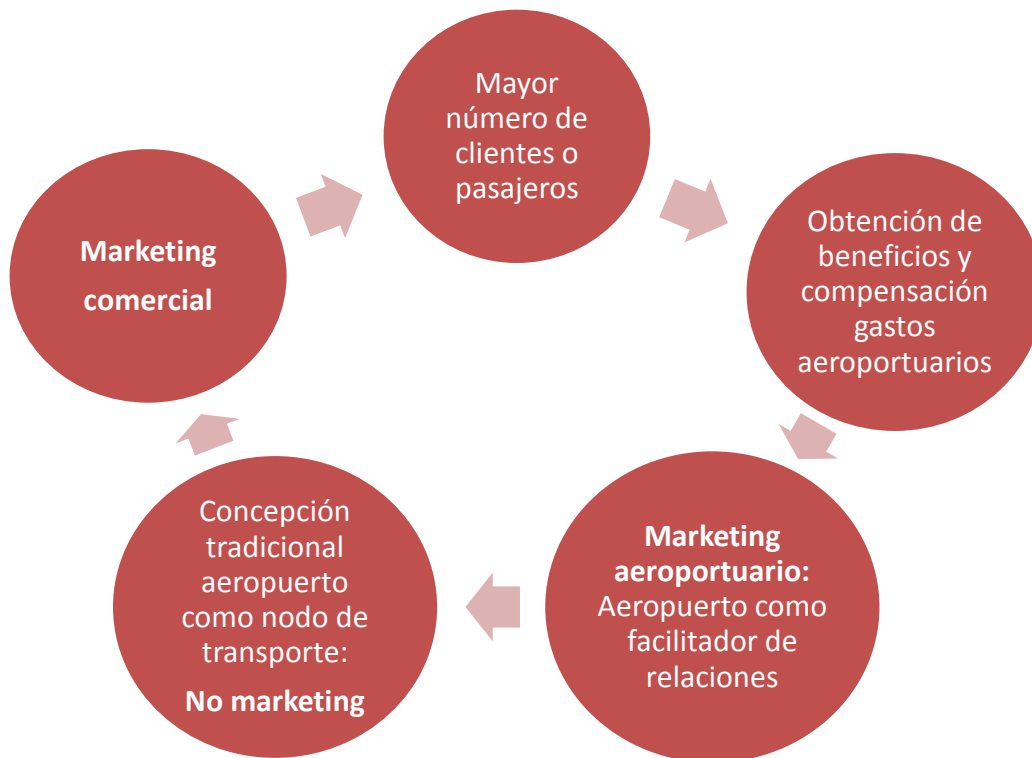 Mayor
número de
clientes o
pasajeros
Obtención de
beneficios y
compensación
gastos
aeroportuarios
Marketing
aeroportuario:
Aeropuerto como
facilitador de
relaciones
Concepción
tradicional
aeropuerto
como nodo de
transporte:
No marketing
Marketing
comercial